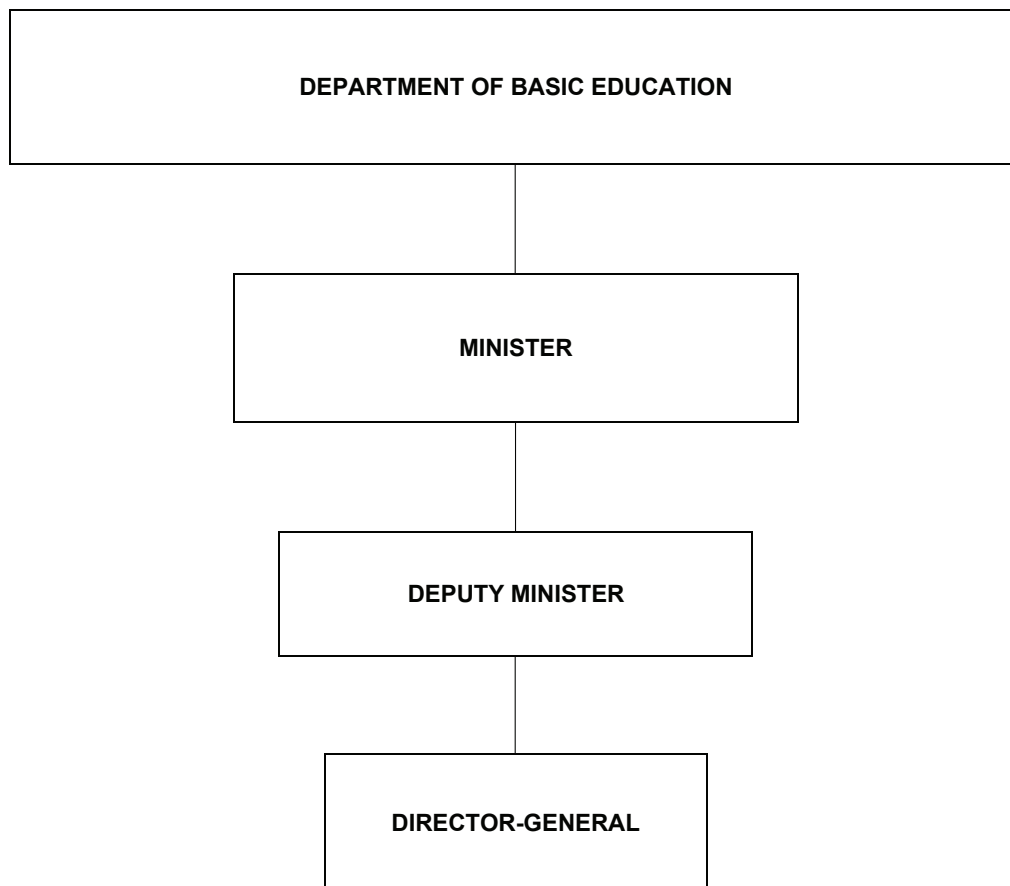 DEPARTMENT OF BASIC EDUCATION
MINISTER
DEPUTY MINISTER
DIRECTOR-GENERAL